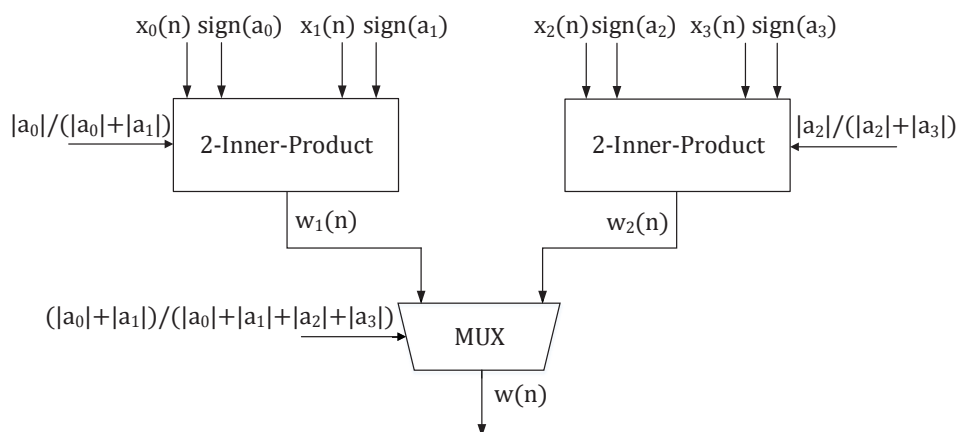 x₀(n) sign(a₀) x₁(n) sign(a₁) x₂(n) sign(a₂) x₃(n) sign(a₃)
|a₀|/(|a₀|+|a₁|) 2-Inner-Product 2-Inner-Product |a₂|/(|a₂|+|a₃|)
w₁(n) w₂(n)
(|a₀|+|a₁|)/(|a₀|+|a₁|+|a₂|+|a₃|)
MUX
w(n)